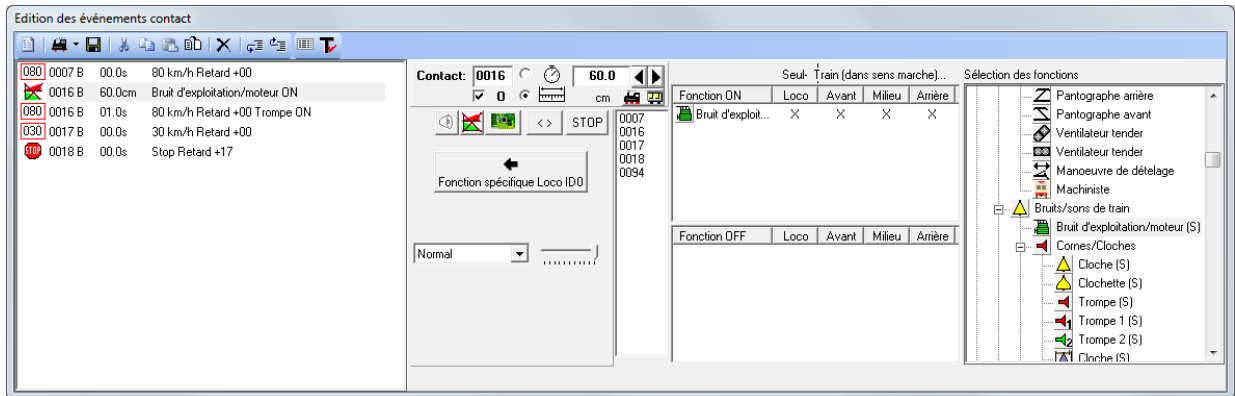 Edition des événements contact
080 0007 B 00.0s 80 km/h Retard +00
0016 B 60.0cm Bruit d'exploitation/moteur ON
080 0016 B 01.0s 80 km/h Retard +00 Trompe ON
030 0017 B 00.0s 30 km/h Retard +00
STOP 0018 B 00.0s Stop Retard +17
Contact: 0016 60.0
0 cm
< > STOP
Fonction spécifique Loco ID0
Normal
0007
0016
0017
0018
0094
Seul- Train (dans sens marche)...
Fonction ON Loco Avant Milieu Arrière
Bruit d'exploit... X X X X
Fonction OFF Loco Avant Milieu Arrière
Sélection des fonctions
Pantographe arrière
Pantographe avant
Ventilateur tender
Ventilateur tender
Manoeuvre de dételage
Machiniste
Bruits/sons de train
Bruit d'exploitation/moteur (S)
Cornes/Cloches
Cloche (S)
Clochette (S)
Trompe (S)
1 Trompe 1 (S)
2 Trompe 2 (S)
Cloche (S)